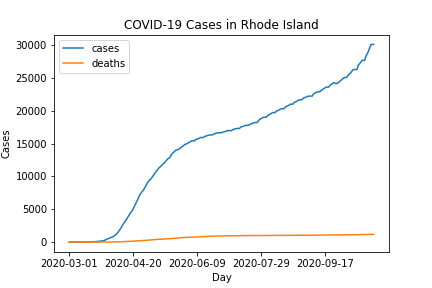 COVID-19 Cases in Rhode Island
30000
25000
20000
15000
10000
5000
0
Cases
cases
deaths
2020-03-01 2020-04-20 2020-06-09 2020-07-29 2020-09-17
Day